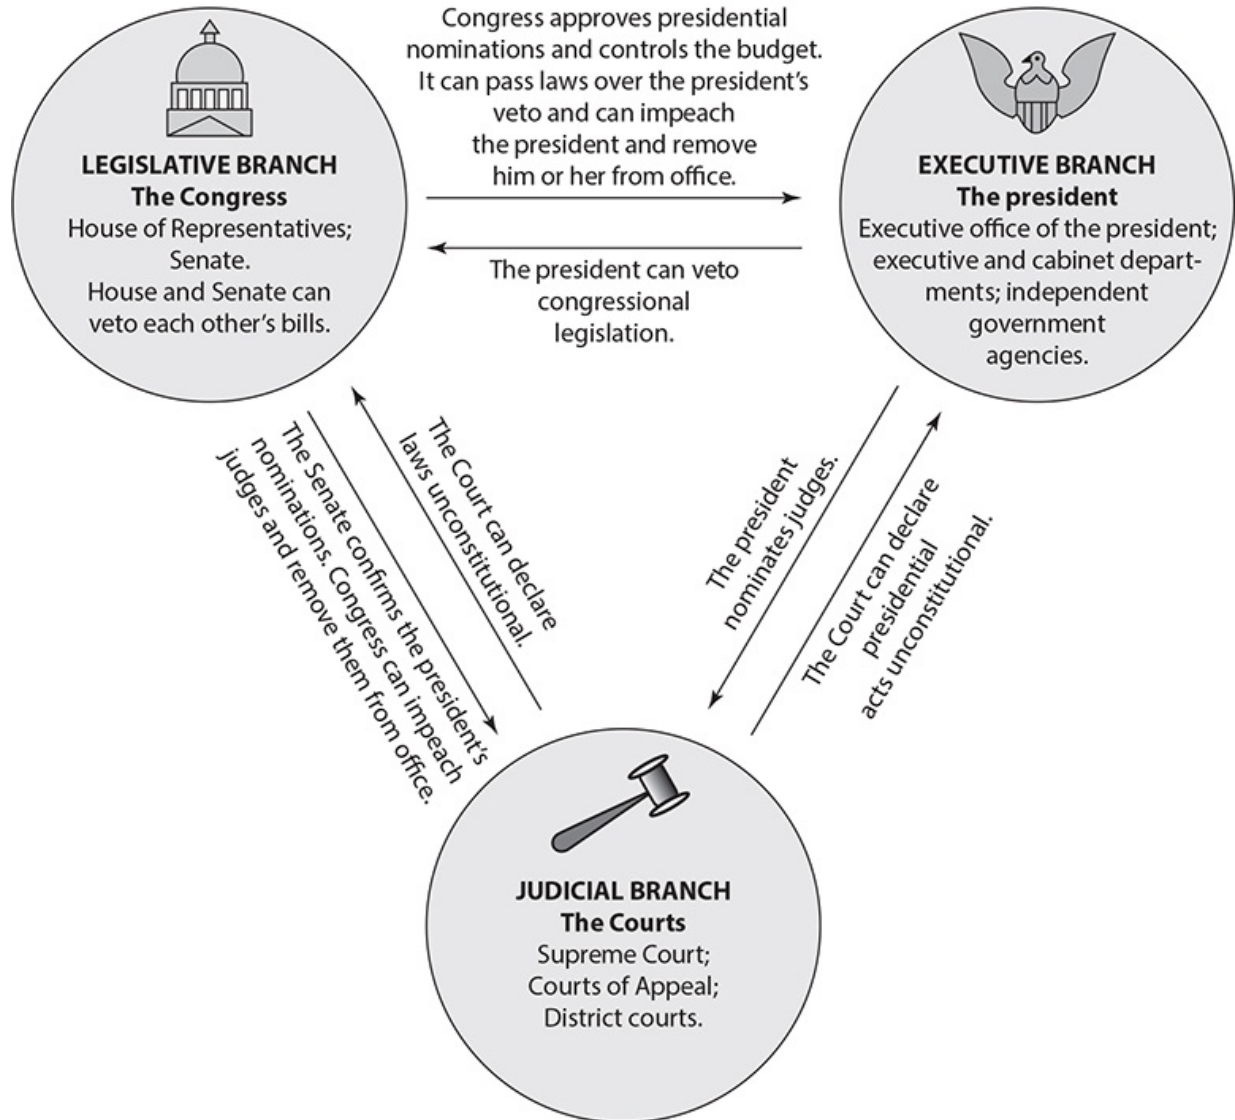 Congress approves presidential
nominations and controls the budget.
It can pass laws over the president's
veto and can impeach
the president and remove
him or her from office.
LEGISLATIVE BRANCH
The Congress
House of Representatives;
Senate.
House and Senate can
veto each other's bills.
EXECUTIVE BRANCH
The president
Executive office of the president;
executive and cabinet depart-
ments; independent
government
agencies.
The president can veto
congressional
legislation.
The Senate confirms the president's
nominations. Congress can impeach
judges and remove them from office.
The Court can declare
laws unconstitutional.
The president
nominates judges.
The Court can declare
presidential
acts unconstitutional.
JUDICIAL BRANCH
The Courts
Supreme Court;
Courts of Appeal;
District courts.